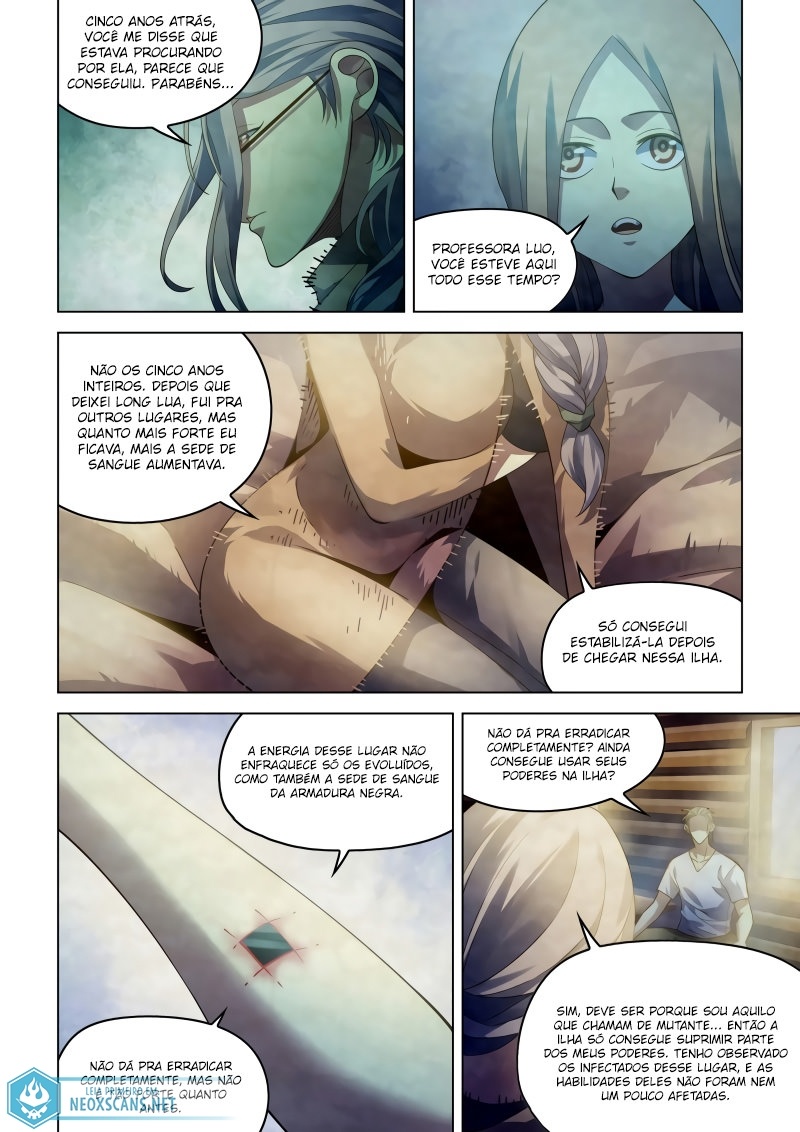 CINCO ANOS ATRÁS,
VOCÊ ME DISSE QUE
ESTAVA PROCURANDO
POR ELA, PARECE QUE
CONSEGUIU. PARABÉNS...
PROFESSORA LUO,
VOCÊ ESTEVE AQUI
TODO ESSE TEMPO?
NÃO OS CINCO ANOS
INTEIROS. DEPOIS QUE
DEIXEI LONG LUA, FUI PRA
OUTROS LUGARES, MAS
QUANTO MAIS FORTE EU
FICAVA, MAIS A SEDE DE
SANGUE AUMENTAVA.
SÓ CONSEGUI
ESTABILIZÁ-LA DEPOIS
DE CHEGAR NESSA ILHA.
A ENERGIA DESSE LUGAR NÃO
ENFRAQUECE SÓ OS EVOLUÍDOS,
COMO TAMBÉM A SEDE DE SANGUE
DA ARMADURA NEGRA.
NÃO DÁ PRA ERRADICAR
COMPLETAMENTE, MAS NÃO
É TÃO FORTE QUANTO
ANTES.
NÃO DÁ PRA ERRADICAR
COMPLETAMENTE? AINDA
CONSEGUE USAR SEUS
PODERES NA ILHA?
SIM, DEVE SER PORQUE SOU AQUILO
QUE CHAMAM DE MUTANTE... ENTÃO A
ILHA SÓ CONSEGUE SUPRIMIR PARTE
DOS MEUS PODERES. TENHO OBSERVADO
OS INFECTADOS DESSE LUGAR, E AS
HABILIDADES DELES NÃO FORAM NEM
UM POUCO AFETADAS.
LEIA PRIMEIRO EM
NEOXSCANS.NET